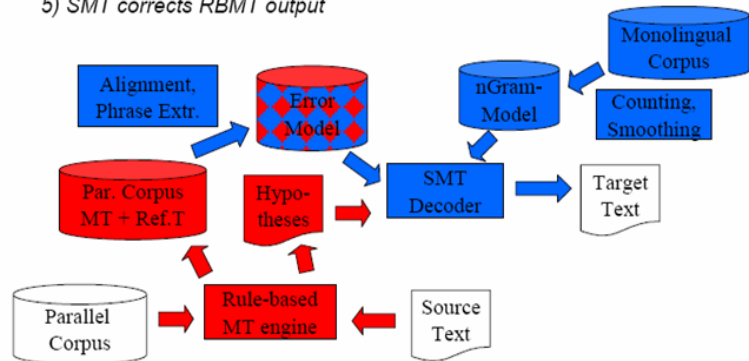 5) SMT corrects RBMT output
Monolingual
Corpus
Alignment,
Phrase Extr.
Error
Model
nGram-
Model
Counting,
Smoothing
Par. Corpus
MT + Ref.T
Hypo-
theses
SMT
Decoder
Target
Text
Parallel
Corpus
Rule-based
MT engine
Source
Text